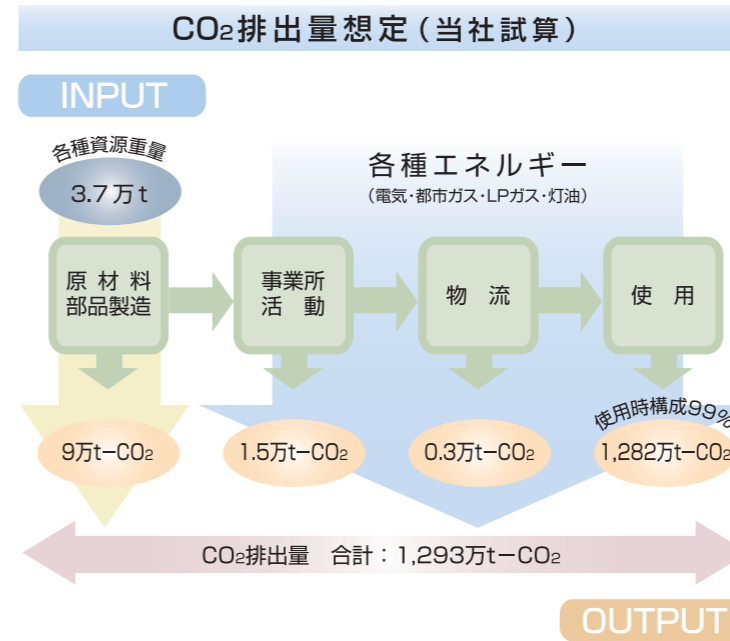 CO₂排出量想定(当社試算)
INPUT
各種資源重量
3.7万t
各種エネルギー
(電気・都市ガス・LPガス・灯油)
原材料
部品製造
事業所
活動
物流
使用
使用時構成99%
9万t−CO₂
1.5万t−CO₂
0.3万t−CO₂
1,282万t−CO₂
CO₂排出量 合計:1,293万t−CO₂
OUTPUT